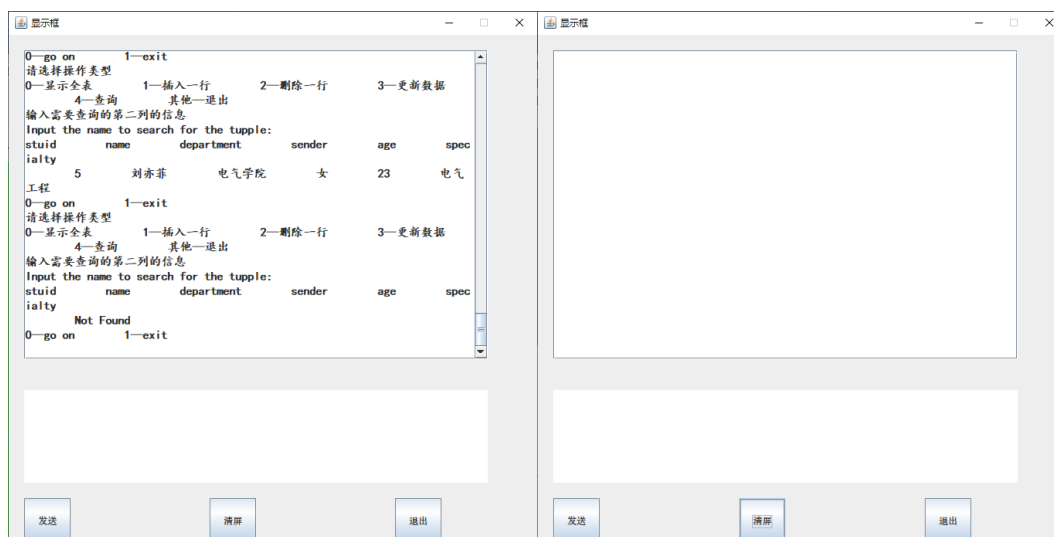 显示框
0—go on 1—exit
请选择操作类型
0—显示全表 1—插入一行 2—删除一行 3—更新数据
4—查询 其他—退出
输入需要查询的第二列的信息
Input the name to search for the tupple:
stuid name department sender age spec
ialty
5 刘亦菲 电气学院 女 23 电气
工程
0—go on 1—exit
请选择操作类型
0—显示全表 1—插入一行 2—删除一行 3—更新数据
4—查询 其他—退出
输入需要查询的第二列的信息
Input the name to search for the tupple:
stuid name department sender age spec
ialty
Not Found
0—go on 1—exit
发送 清屏 退出
显示框
发送 清屏 退出